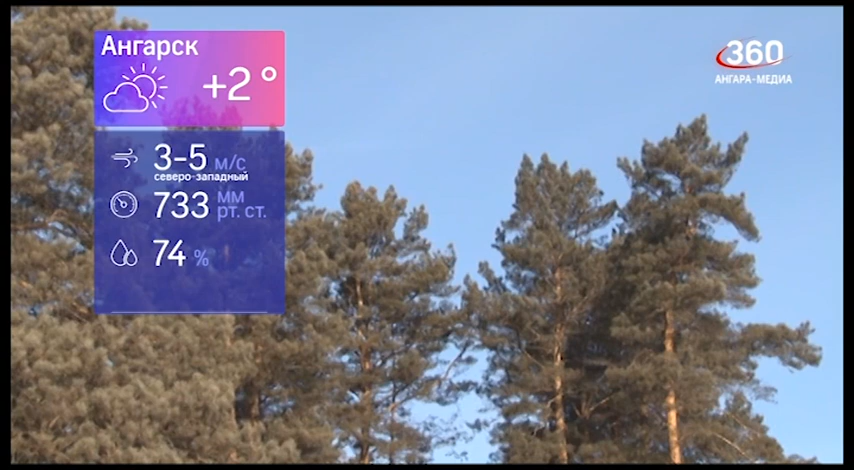 Ангарск
+2°
3-5 м/с
северо-западный
733 мм рт. ст.
74 %
360
АНГАРА-МЕДИА